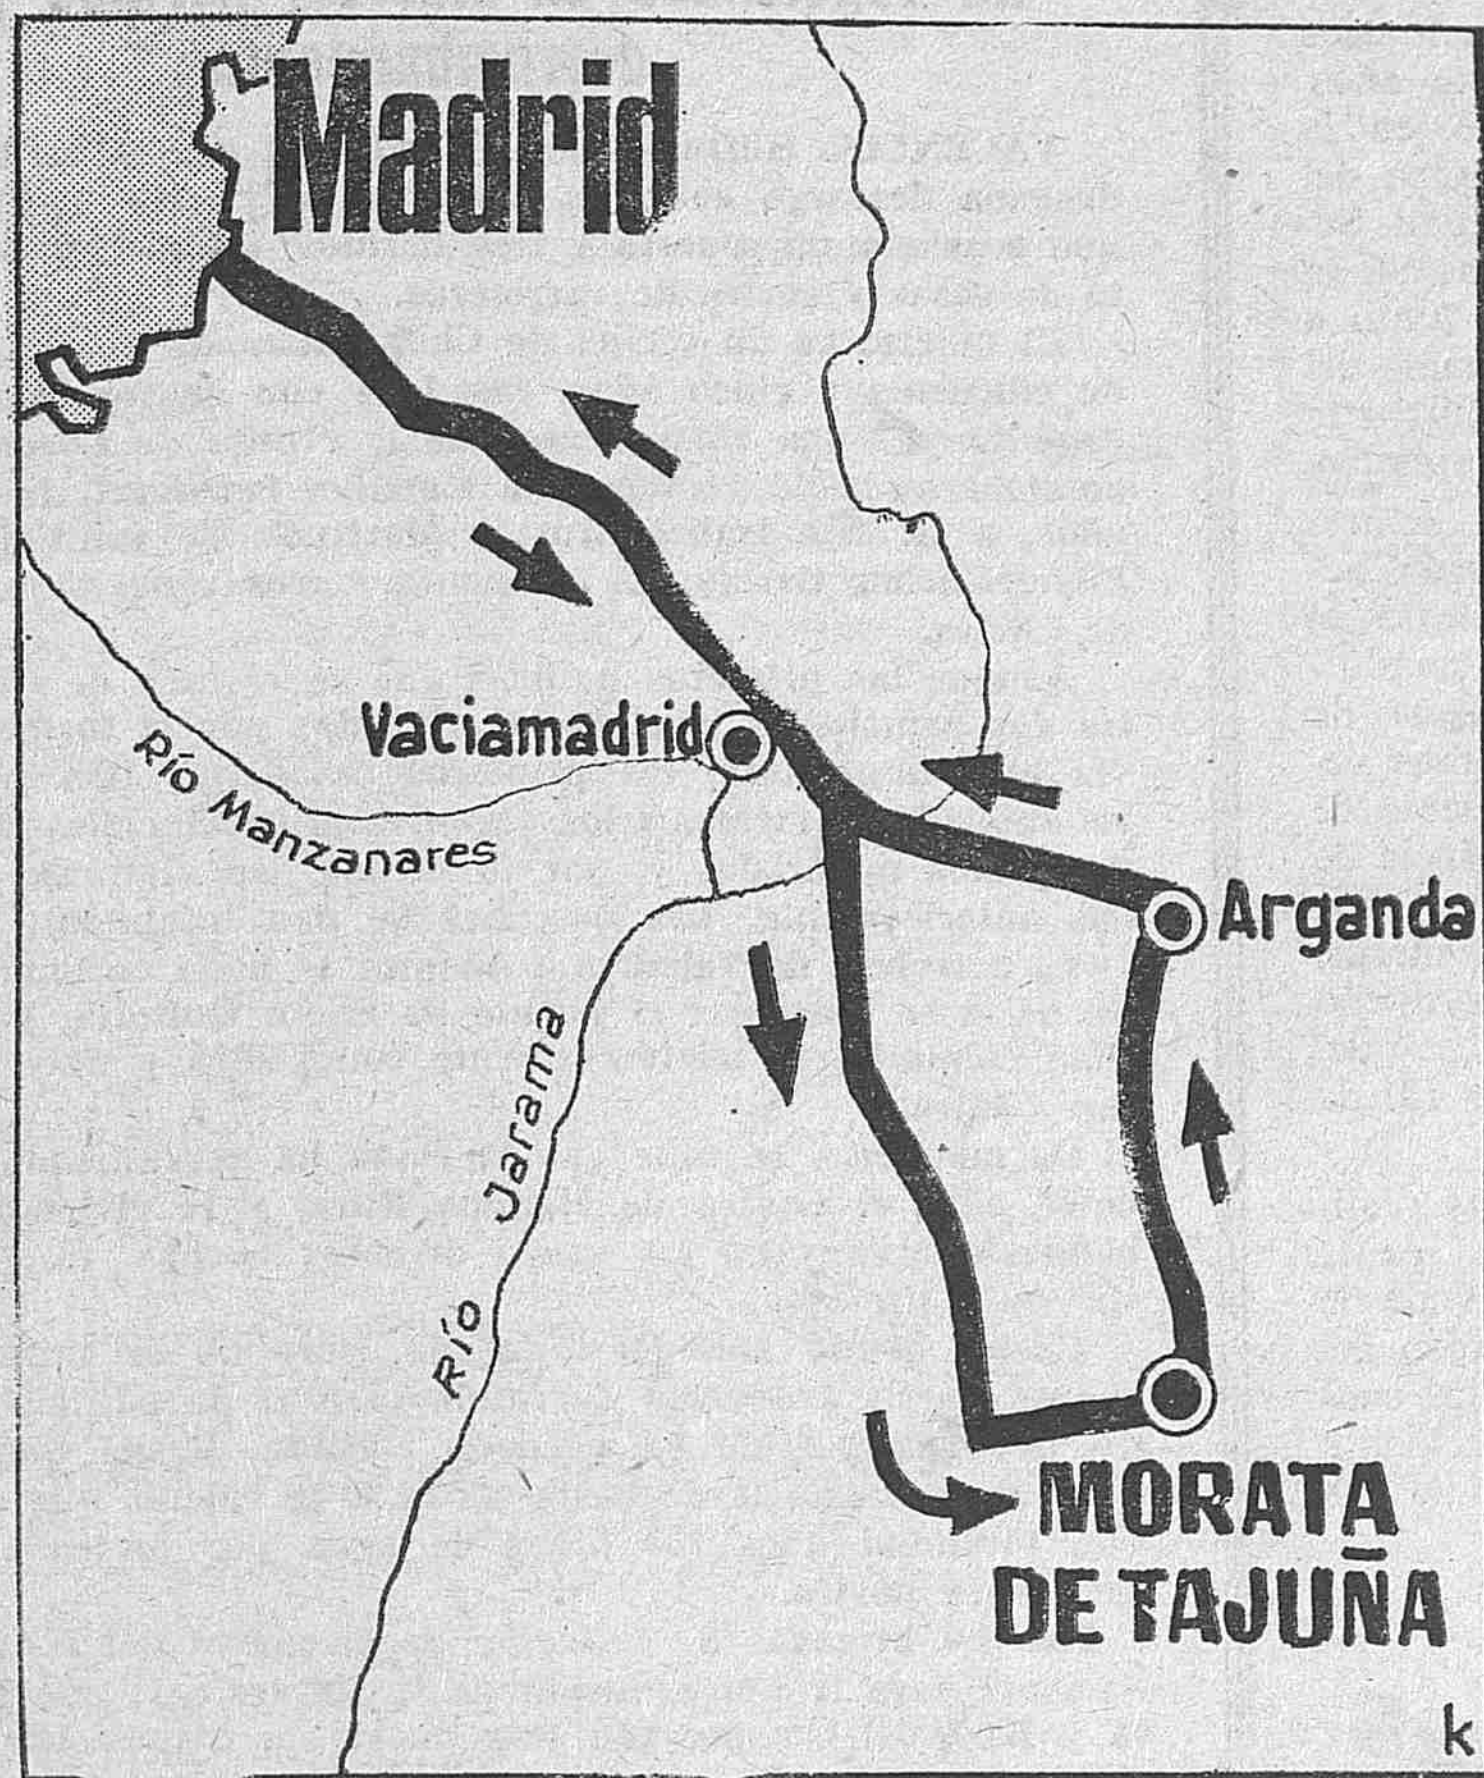 Madrid
Vaciamadrid
Río Manzanares
Arganda
Río Jarama
MORATA
DE TAJUÑA
k